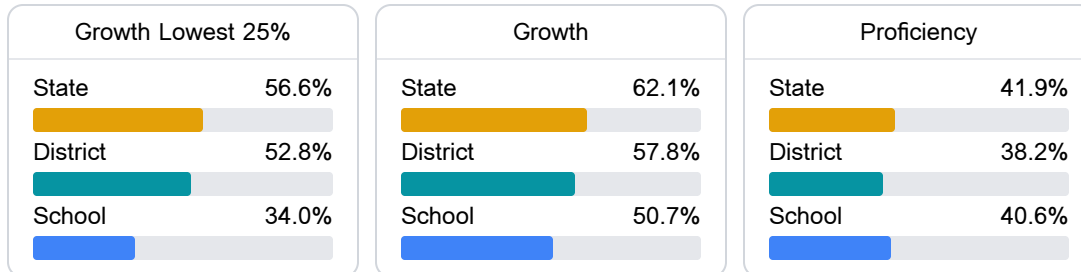 Growth Lowest 25%
State 56.6%
District 52.8%
School 34.0%
Growth
State 62.1%
District 57.8%
School 50.7%
Proficiency
State 41.9%
District 38.2%
School 40.6%